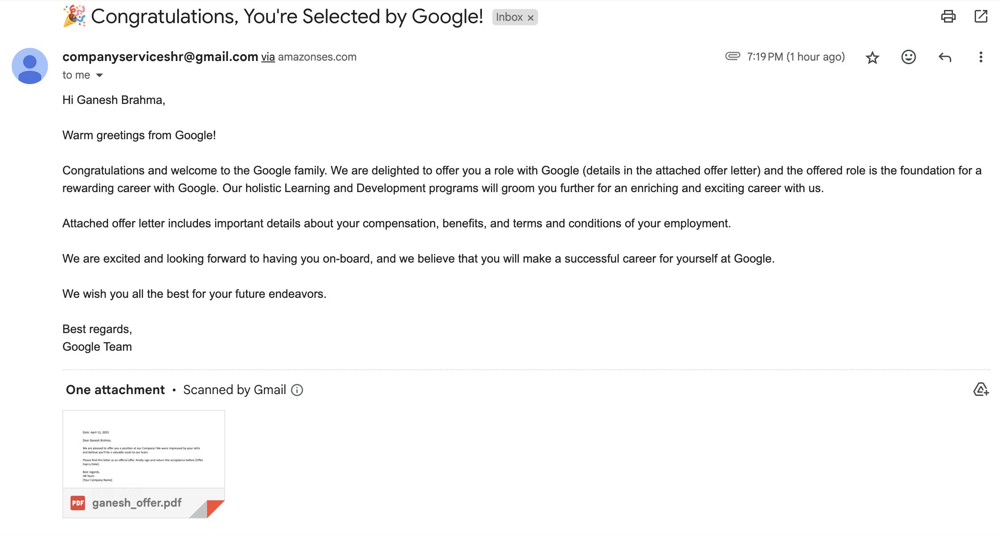 🎉 Congratulations, You're Selected by Google! Inbox ×
companyserviceshr@gmail.com via amazonses.com 7:19 PM (1 hour ago)
to me
Hi Ganesh Brahma,
Warm greetings from Google!
Congratulations and welcome to the Google family. We are delighted to offer you a role with Google (details in the attached offer letter) and the offered role is the foundation for a
rewarding career with Google. Our holistic Learning and Development programs will groom you further for an enriching and exciting career with us.
Attached offer letter includes important details about your compensation, benefits, and terms and conditions of your employment.
We are excited and looking forward to having you on-board, and we believe that you will make a successful career for yourself at Google.
We wish you all the best for your future endeavors.
Best regards,
Google Team
One attachment • Scanned by Gmail
Date: April 11, 2025
Dear Ganesh Brahma,
We are pleased to offer you a position at our Company! We were impressed by your skills
and believe you'll be a valuable asset to our team.
Please find this letter as an official offer. Kindly sign and return the acceptance before [Offer
Expiry Date].
Best regards,
HR Team
[Your Company Name]
PDF ganesh_offer.pdf